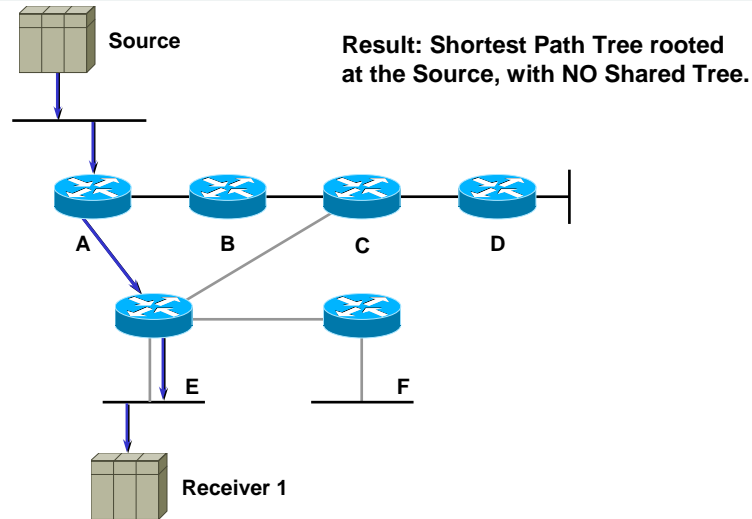 Source
Result: Shortest Path Tree rooted
at the Source, with NO Shared Tree.
A
B
C
D
E
F
Receiver 1